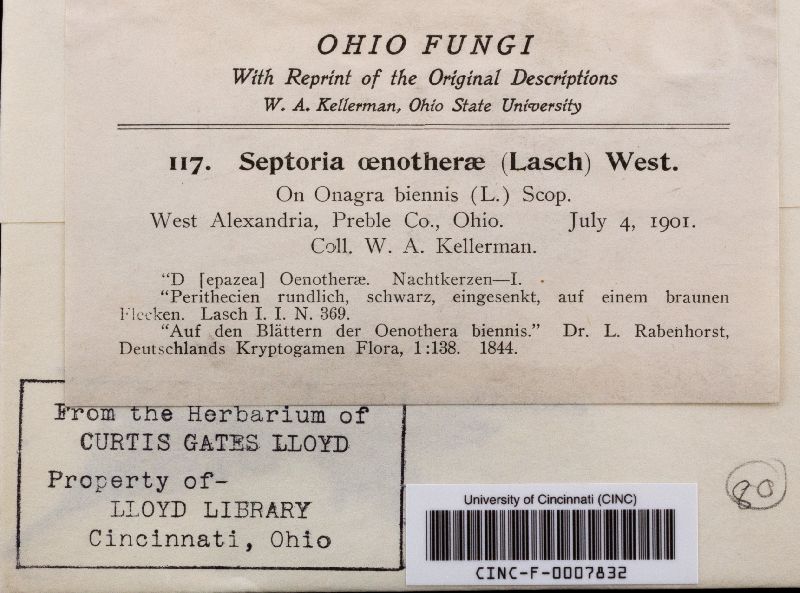 OHIO FUNGI
With Reprint of the Original Descriptions
W. A. Kellerman, Ohio State University
117. Septoria œnotheræ (Lasch) West.
On Onagra biennis (L.) Scop.
West Alexandria, Preble Co., Ohio. July 4, 1901.
Coll. W. A. Kellerman.
"D [epazea] Oenotheræ. Nachtkerzen—I.
"Perithecien rundlich, schwarz, eingesenkt, auf einem braunen
Flecken. Lasch I. I. N. 369.
"Auf den Blättern der Oenothera biennis." Dr. L. Rabenhorst,
Deutschlands Kryptogamen Flora, 1:138. 1844.
From the Herbarium of
CURTIS GATES LLOYD
Property of-
LLOYD LIBRARY
Cincinnati, Ohio
80
University of Cincinnati (CINC)
CINC-F-0007832